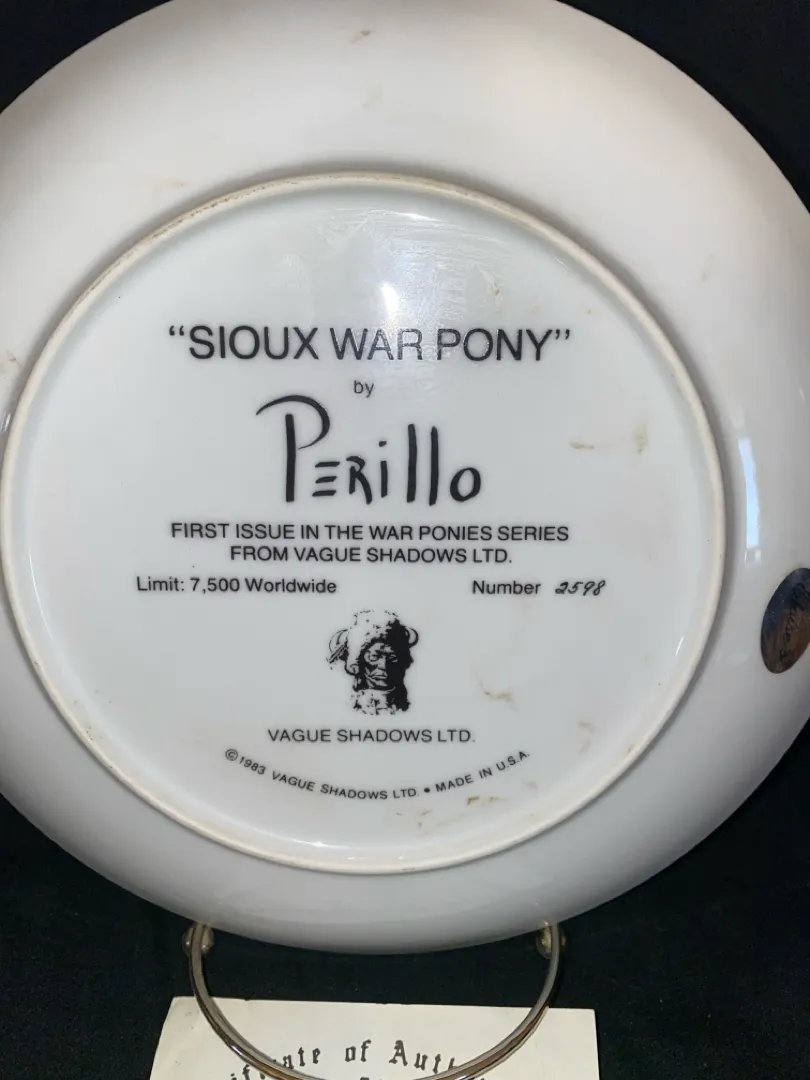 “SIOUX WAR PONY”
by
PERillo
FIRST ISSUE IN THE WAR PONIES SERIES
FROM VAGUE SHADOWS LTD.
Limit: 7,500 Worldwide Number 2598
VAGUE SHADOWS LTD.
©1983 VAGUE SHADOWS LTD. • MADE IN U.S.A.
of